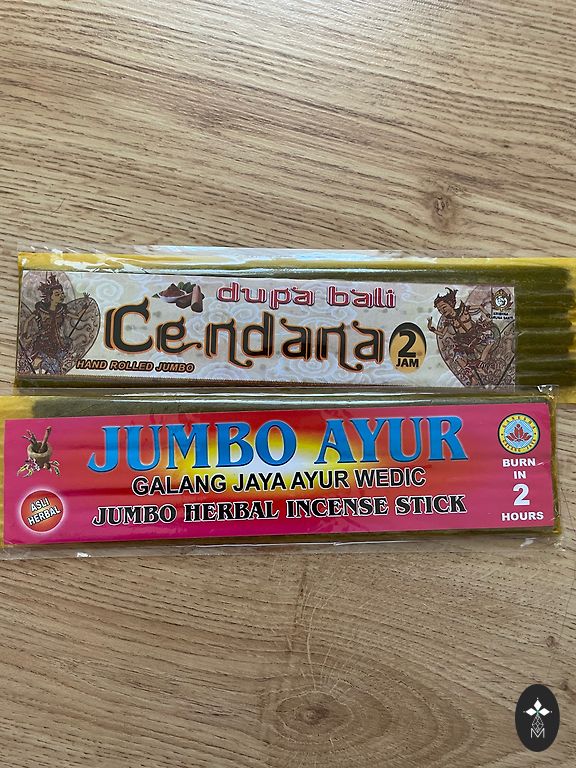 dupa bali
Cendana
2
JAM
HAND ROLLED JUMBO
JUMBO AYUR
GALANG JAYA AYUR WEDIC
JUMBO HERBAL INCENSE STICK
ASLI
HERBAL
BURN
IN
2
HOURS